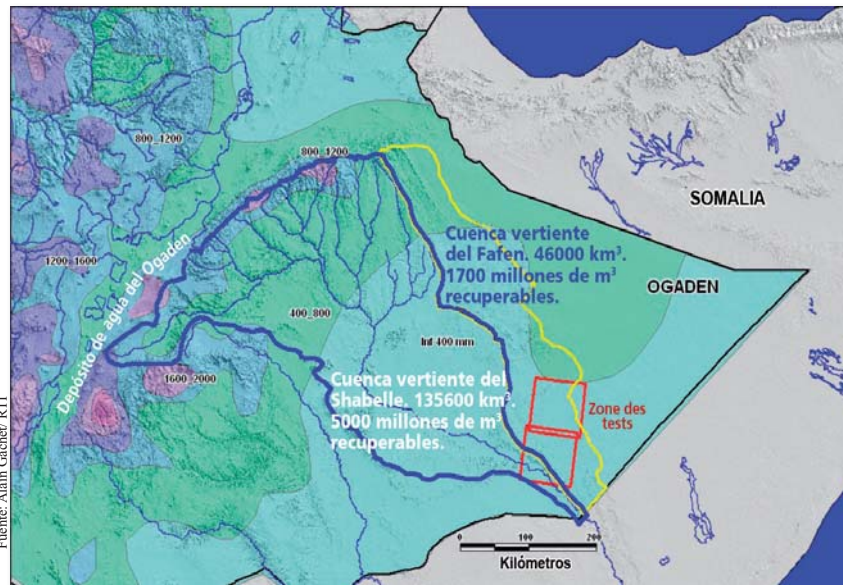 800_1200
800_1200
SOMALIA
Cuenca vertiente
del Fafen. 46000 km³.
1700 millones de m³
recuperables.
1200_1600
OGADEN
Depósito de agua del Ogaden
400_800
Inf 400 mm
1600_2000
Cuenca vertiente del
Shabelle. 135600 km³.
5000 millones de m³
recuperables.
Zone des
tests
Fuente: Alain Gachet/ RTI
0 100 200
Kilómetros